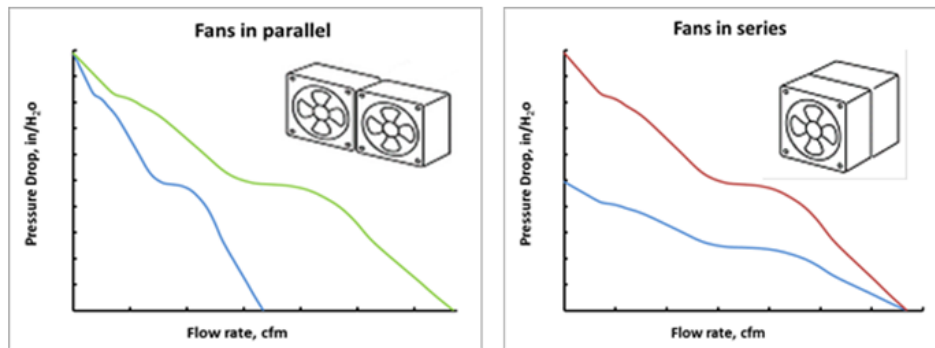 Fans in parallel
Pressure Drop, in/H₂o
Flow rate, cfm
Fans in series
Pressure Drop, in/H₂o
Flow rate, cfm